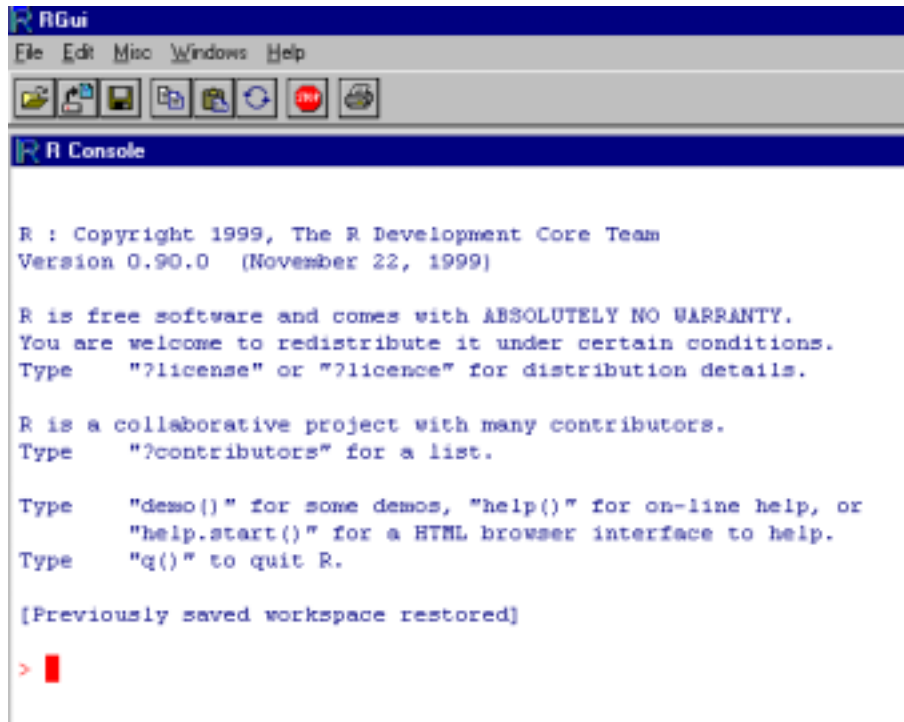 RGui
File Edit Misc Windows Help
STOP
R Console
R : Copyright 1999, The R Development Core Team
Version 0.90.0 (November 22, 1999)
R is free software and comes with ABSOLUTELY NO WARRANTY.
You are welcome to redistribute it under certain conditions.
Type "?license" or "?licence" for distribution details.
R is a collaborative project with many contributors.
Type "?contributors" for a list.
Type "demo()" for some demos, "help()" for on-line help, or
"help.start()" for a HTML browser interface to help.
Type "q()" to quit R.
[Previously saved workspace restored]
>